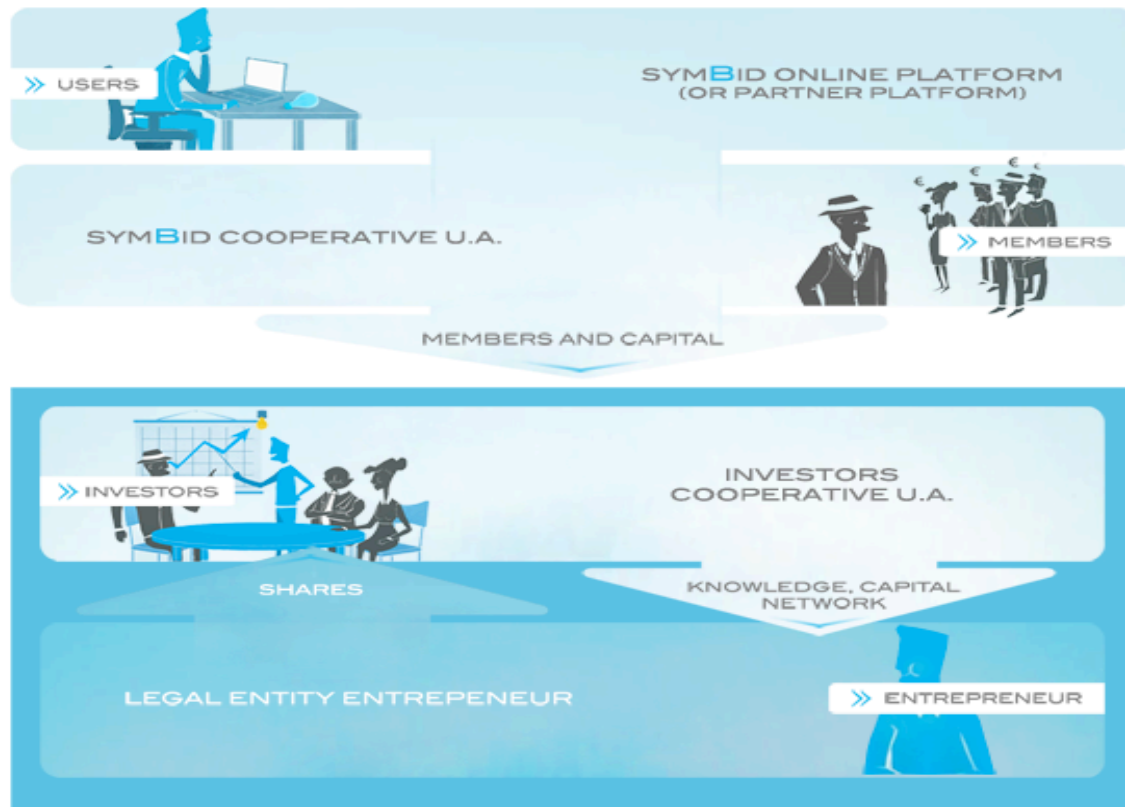 » USERS
SYMBID ONLINE PLATFORM
(OR PARTNER PLATFORM)
SYMBID COOPERATIVE U.A.
€ € € €
» MEMBERS
MEMBERS AND CAPITAL
» INVESTORS
INVESTORS
COOPERATIVE U.A.
SHARES
KNOWLEDGE, CAPITAL
NETWORK
LEGAL ENTITY ENTREPENEUR
» ENTREPRENEUR